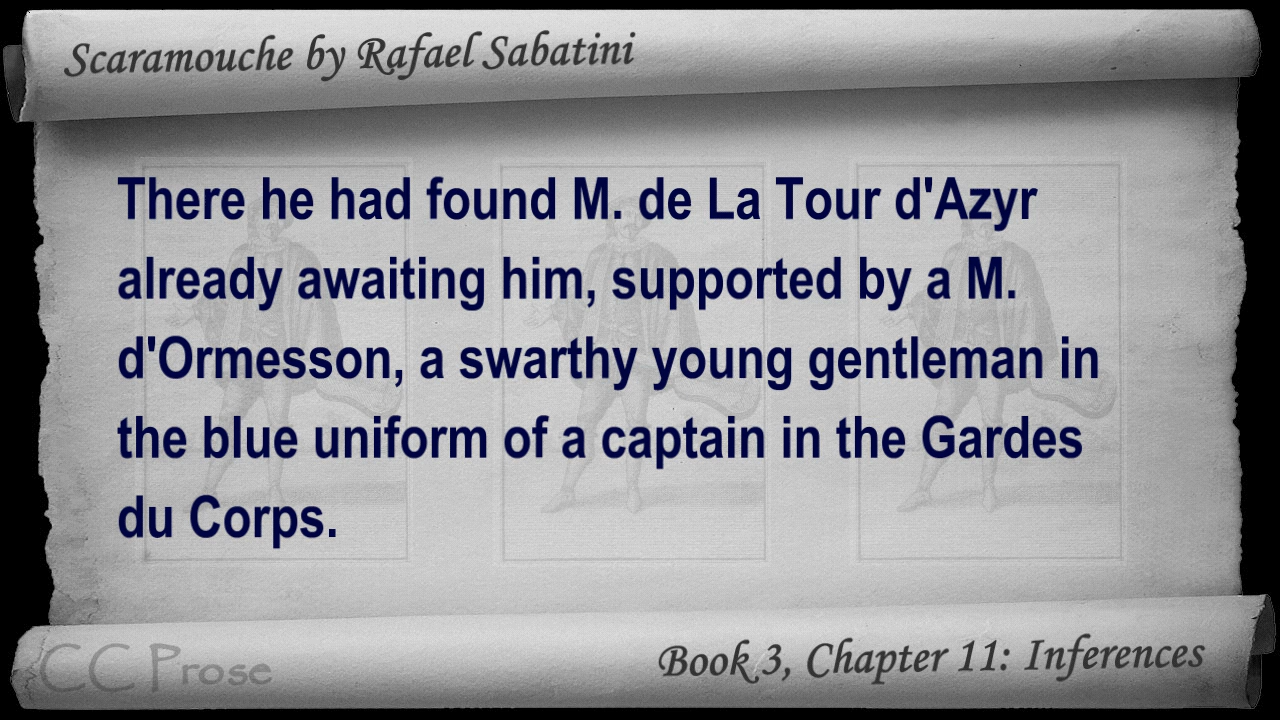 Scaramouche by Rafael Sabatini
There he had found M. de La Tour d'Azyr
already awaiting him, supported by a M.
d'Ormesson, a swarthy young gentleman in
the blue uniform of a captain in the Gardes
du Corps.
CC Prose
Book 3, Chapter 11: Inferences